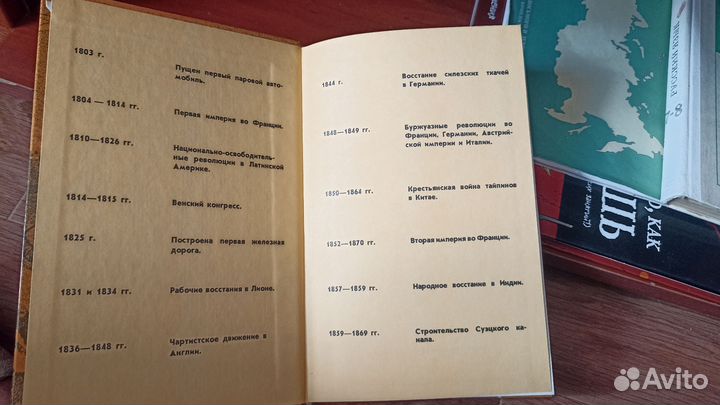 1803 г.
Пущен первый паровой авто-
мобиль.
1804 — 1814 гг.
Первая империя во Франции.
1810—1826 гг.
Национально-освободитель-
ные революции в Латинской
Америке.
1814—1815 гг.
Венский конгресс.
1825 г.
Построена первая железная
дорога.
1831 и 1834 гг.
Рабочие восстания в Лионе.
1836—1848 гг.
Чартистское движение в
Англии.
1844 г.
Восстание силезских ткачей
в Германии.
1848—1849 гг.
Буржуазные революции во
Франции, Германии, Австрий-
ской империи и Италии.
1850—1864 гг.
Крестьянская война тайпинов
в Китае.
1852—1870 гг.
Вторая империя во Франции.
1857—1859 гг.
Народное восстание в Индии.
1859—1869 гг.
Строительство Суэцкого ка-
нала.
КАК
Avito